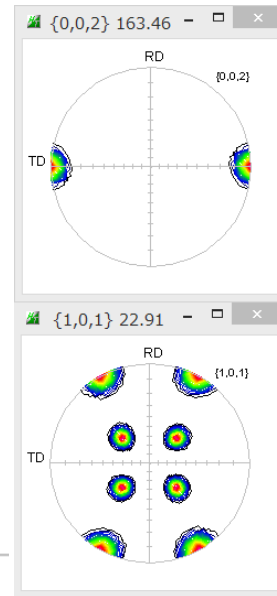 {0,0,2} 163.46
RD
{0,0,2}
TD
{1,0,1} 22.91
RD
{1,0,1}
TD